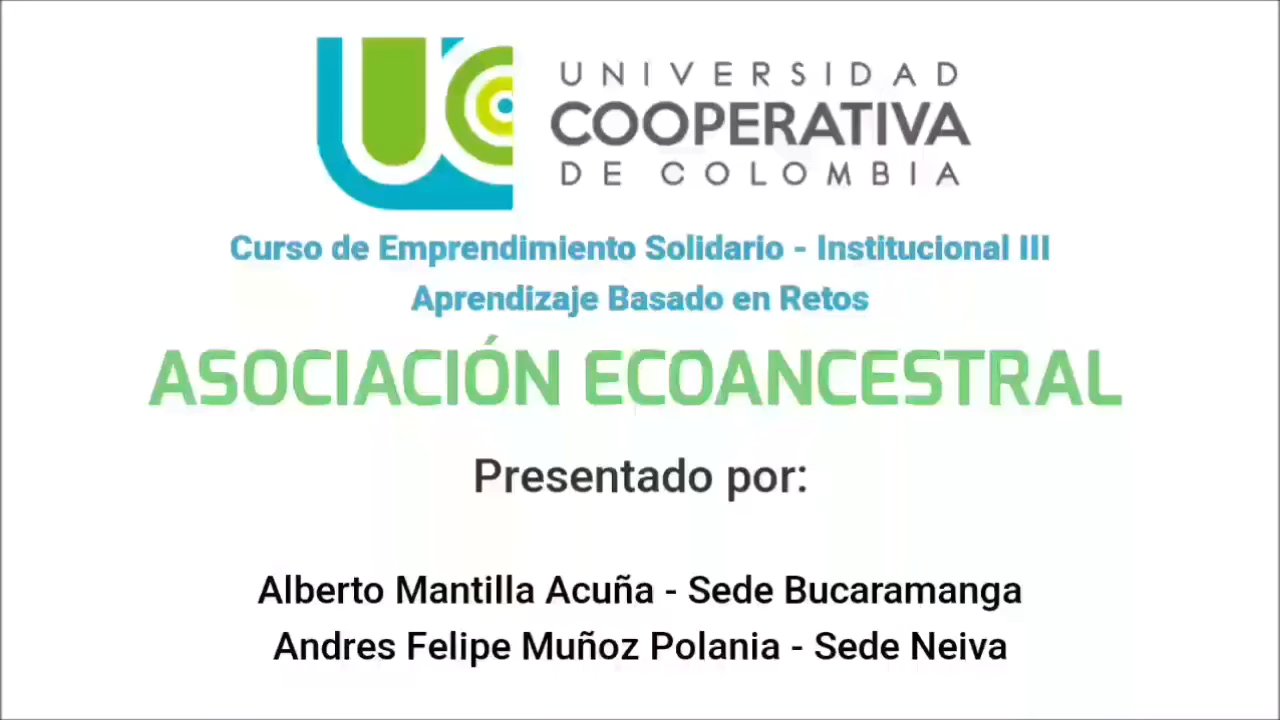 UC
UNIVERSIDAD
COOPERATIVA
DE COLOMBIA
Curso de Emprendimiento Solidario - Institucional III
Aprendizaje Basado en Retos
ASOCIACIÓN ECOANCESTRAL
Presentado por:
Alberto Mantilla Acuña - Sede Bucaramanga
Andres Felipe Muñoz Polania - Sede Neiva